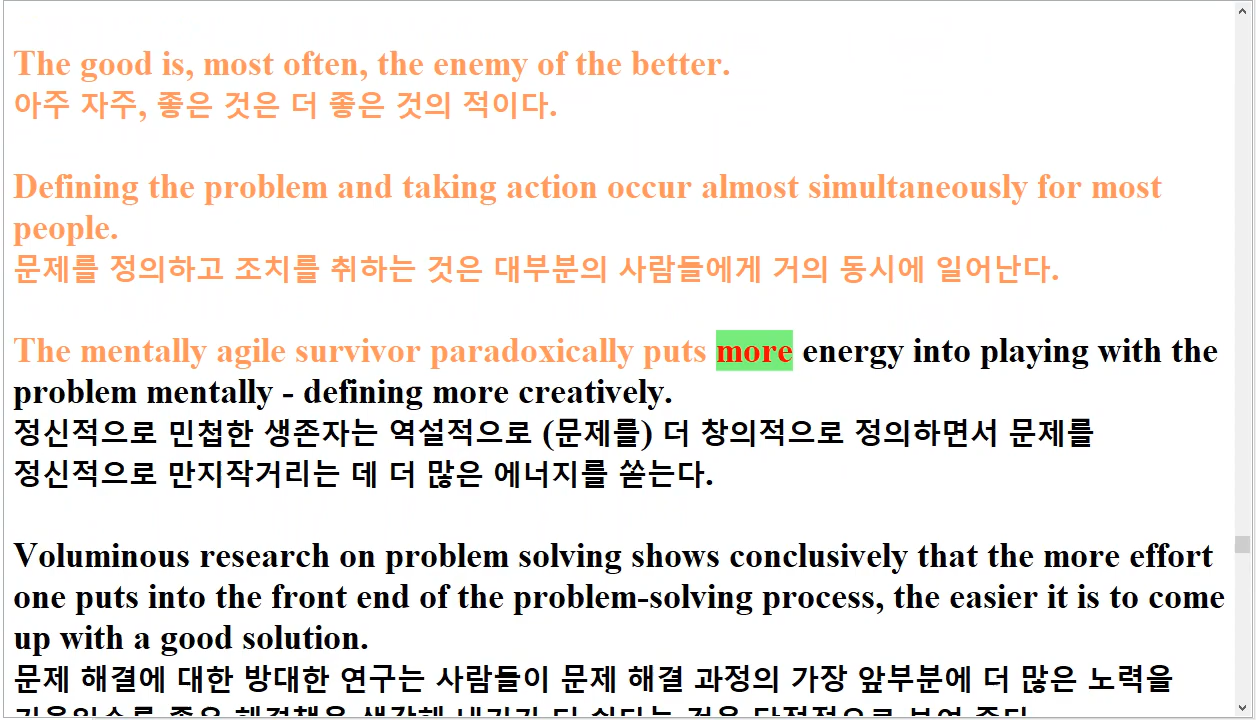 The good is, most often, the enemy of the better.
아주 자주, 좋은 것은 더 좋은 것의 적이다.
Defining the problem and taking action occur almost simultaneously for most
people.
문제를 정의하고 조치를 취하는 것은 대부분의 사람들에게 거의 동시에 일어난다.
The mentally agile survivor paradoxically puts more energy into playing with the
problem mentally - defining more creatively.
정신적으로 민첩한 생존자는 역설적으로 (문제를) 더 창의적으로 정의하면서 문제를
정신적으로 만지작거리는 데 더 많은 에너지를 쏟는다.
Voluminous research on problem solving shows conclusively that the more effort
one puts into the front end of the problem-solving process, the easier it is to come
up with a good solution.
문제 해결에 대한 방대한 연구는 사람들이 문제 해결 과정의 가장 앞부분에 더 많은 노력을